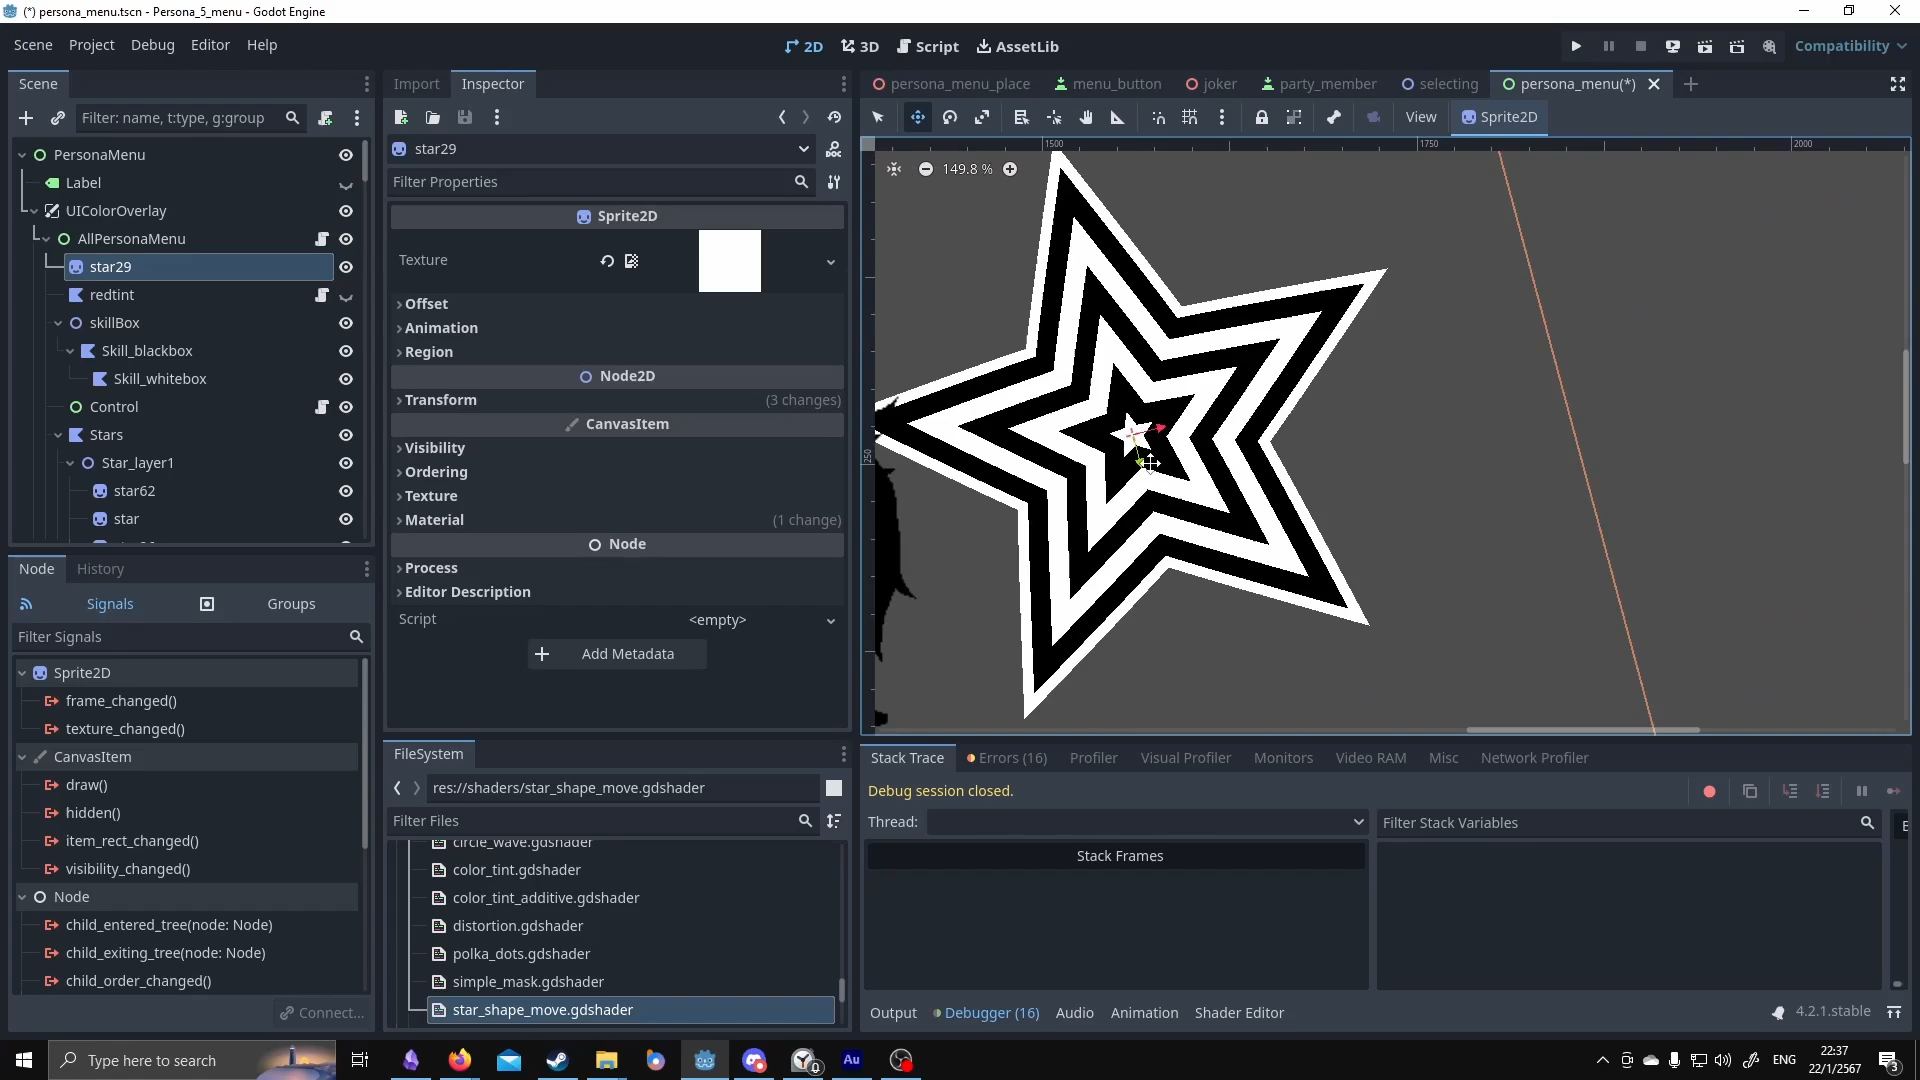 (*) persona_menu.tscn - Persona_5_menu - Godot Engine
Scene Project Debug Editor Help
2D 3D Script AssetLib
Compatibility
Scene
Import Inspector
persona_menu_place menu_button joker party_member selecting persona_menu(*)
Filter: name, t:type, g:group
View Sprite2D
PersonaMenu
Label
UIColorOverlay
AllPersonaMenu
star29
redtint
skillBox
Skill_blackbox
Skill_whitebox
Control
Stars
Star_layer1
star62
star
star29
Filter Properties
Sprite2D
Texture
Offset
Animation
Region
Node2D
Transform (3 changes)
CanvasItem
Visibility
Ordering
Texture
Material (1 change)
Node
Process
Editor Description
Script <empty>
Add Metadata
1500 1750 2000
149.8 %
250
Node History
Signals Groups
Filter Signals
Sprite2D
frame_changed()
texture_changed()
CanvasItem
draw()
hidden()
item_rect_changed()
visibility_changed()
Node
child_entered_tree(node: Node)
child_exiting_tree(node: Node)
child_order_changed()
Connect...
FileSystem
res://shaders/star_shape_move.gdshader
Filter Files
circle_wave.gdshader
color_tint.gdshader
color_tint_additive.gdshader
distortion.gdshader
polka_dots.gdshader
simple_mask.gdshader
star_shape_move.gdshader
Stack Trace Errors (16) Profiler Visual Profiler Monitors Video RAM Misc Network Profiler
Debug session closed.
Thread: Filter Stack Variables
Stack Frames
Output Debugger (16) Audio Animation Shader Editor
4.2.1.stable
Type here to search
Au
ENG
22:37
22/1/2567
3